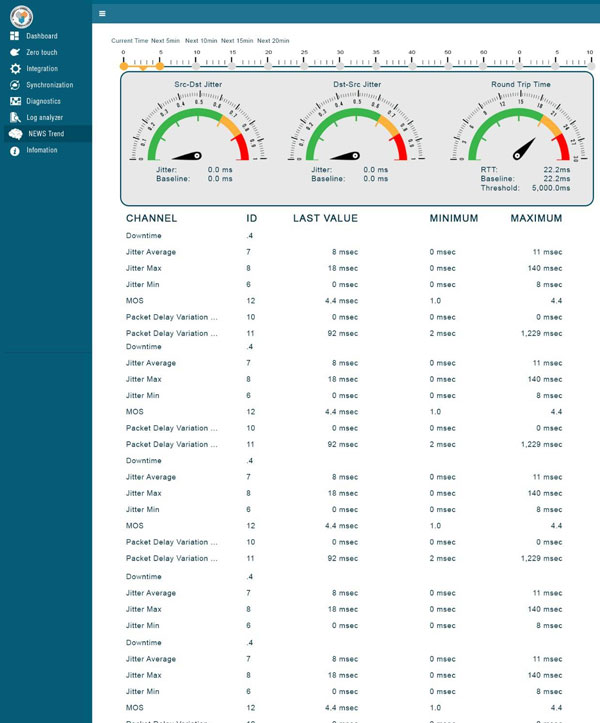 Dashboard
Zero touch
Integration
Synchronization
Diagnostics
Log analyzer
NEWS Trend
Infomation
Current Time Next 5min Next 10min Next 15min Next 20min
0 5 10 15 20 25 30 35 40 45 50 5 0 10
Src-Dst Jitter
Jitter: 0.0 ms
Baseline: 0.0 ms
Dst-Src Jitter
Jitter: 0.0 ms
Baseline: 0.0 ms
Round Trip Time
RTT: 22.2ms
Baseline: 22.2ms
Threshold: 5,000.0ms
CHANNEL ID LAST VALUE MINIMUM MAXIMUM
Downtime .4
Jitter Average 7 8 msec 0 msec 11 msec
Jitter Max 8 18 msec 0 msec 140 msec
Jitter Min 6 0 msec 0 msec 8 msec
MOS 12 4.4 msec 1.0 4.4
Packet Delay Variation ... 10 0 msec 0 msec 0 msec
Packet Delay Variation ... 11 92 msec 2 msec 1,229 msec
Downtime .4
Jitter Average 7 8 msec 0 msec 11 msec
Jitter Max 8 18 msec 0 msec 140 msec
Jitter Min 6 0 msec 0 msec 8 msec
MOS 12 4.4 msec 1.0 4.4
Packet Delay Variation ... 10 0 msec 0 msec 0 msec
Packet Delay Variation ... 11 92 msec 2 msec 1,229 msec
Downtime .4
Jitter Average 7 8 msec 0 msec 11 msec
Jitter Max 8 18 msec 0 msec 140 msec
Jitter Min 6 0 msec 0 msec 8 msec
MOS 12 4.4 msec 1.0 4.4
Packet Delay Variation ... 10 0 msec 0 msec 0 msec
Packet Delay Variation ... 11 92 msec 2 msec 1,229 msec
Downtime .4
Jitter Average 7 8 msec 0 msec 11 msec
Jitter Max 8 18 msec 0 msec 140 msec
Jitter Min 6 0 msec 0 msec 8 msec
Downtime .4
Jitter Average 7 8 msec 0 msec 11 msec
Jitter Max 8 18 msec 0 msec 140 msec
Jitter Min 6 0 msec 0 msec 8 msec
MOS 12 4.4 msec 1.0 4.4